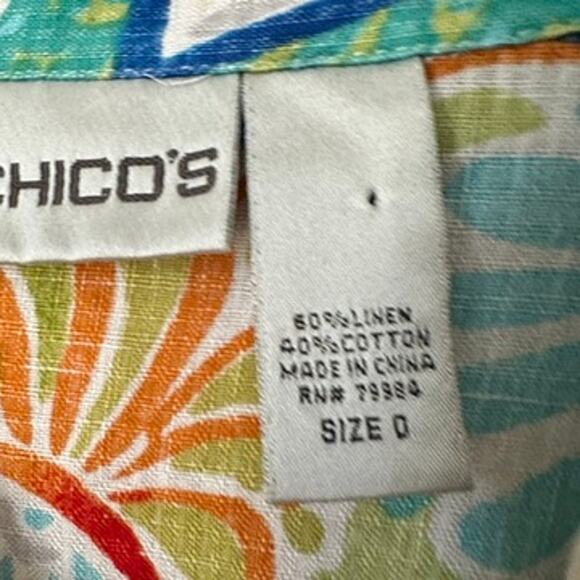 CHICO'S
60% LINEN
40% COTTON
MADE IN CHINA
RN# 79984
SIZE 0